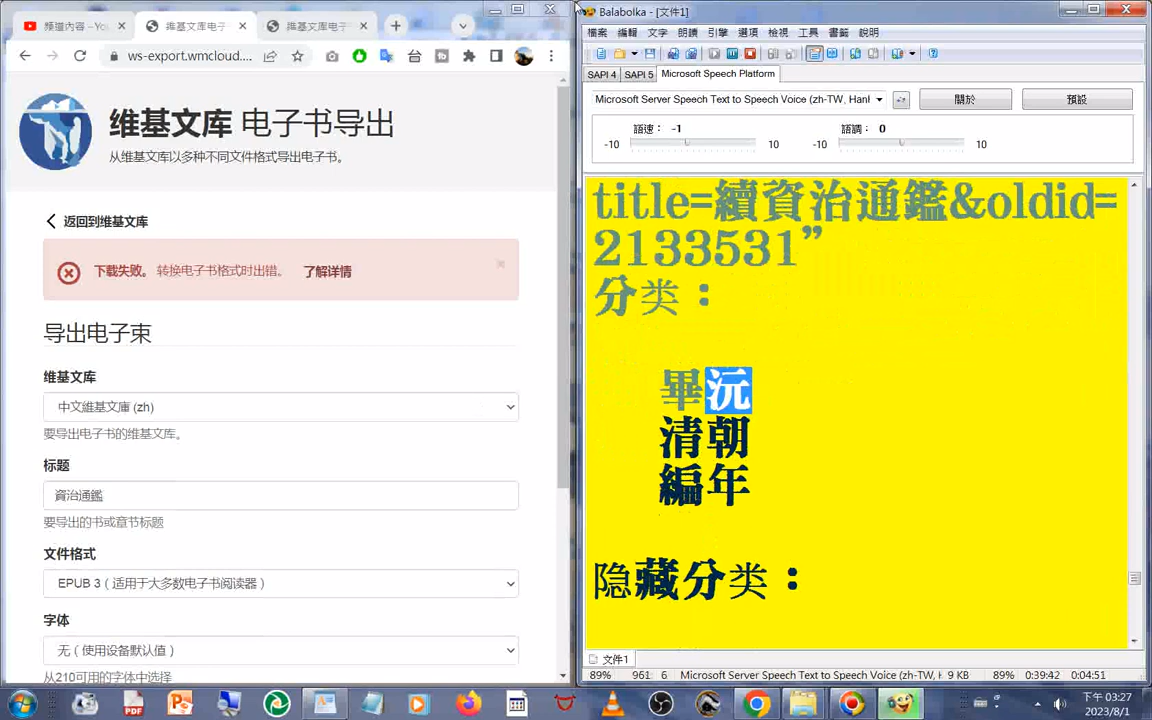 頻道內容 – You
维基文库电子
维基文库电子
Balabolka - [文件1]
ws-export.wmcloud....
檔案 編輯 文字 朗讀 引擎 選項 檢視 工具 書籤 說明
SAPI 4 SAPI 5 Microsoft Speech Platform
Microsoft Server Speech Text to Speech Voice (zh-TW, Hanl
關於
預設
語速： -1
語調： 0
-10 10 -10 10
维基文库 电子书导出
从维基文库以多种不同文件格式导出电子书。
返回到维基文库
下载失败。 转换电子书格式时出错。 了解详情
导出电子束
维基文库
中文維基文庫 (zh)
要导出电子书的维基文库。
标题
資治通鑑
要导出的书或章节标题
文件格式
EPUB 3（适用于大多数电子书阅读器）
字体
无（使用设备默认值）
从210可用的字体中选择
title=續資治通鑑&oldid=
2133531”
分类：
畢沅
清朝
編年
隐藏分类：
文件1
89% 961: 6 Microsoft Server Speech Text to Speech Voice (zh-TW, H 9 KB 89% 0:39:42 0:04:51
下午 03:27
2023/8/1